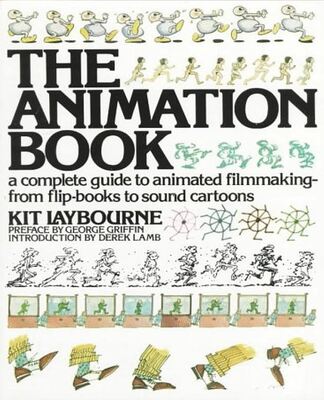 THE
ANIMATION
BOOK
a complete guide to animated filmmaking-
from flip-books to sound cartoons
KIT LAYBOURNE
PREFACE BY GEORGE GRIFFIN
INTRODUCTION BY DEREK LAMB